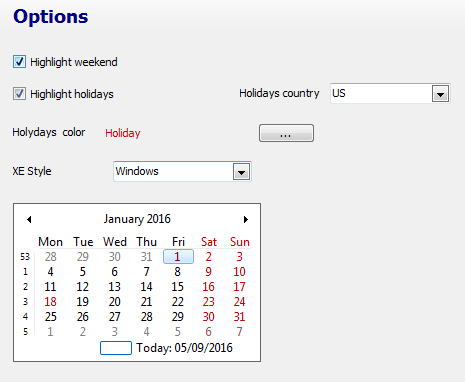 Options
Highlight weekend
Highlight holidays Holidays country US
Holydays color Holiday ...
XE Style Windows
January 2016
Mon Tue Wed Thu Fri Sat Sun
53 28 29 30 31 1 2 3
1 4 5 6 7 8 9 10
2 11 12 13 14 15 16 17
3 18 19 20 21 22 23 24
4 25 26 27 28 29 30 31
5 1 2 3 4 5 6 7
Today: 05/09/2016